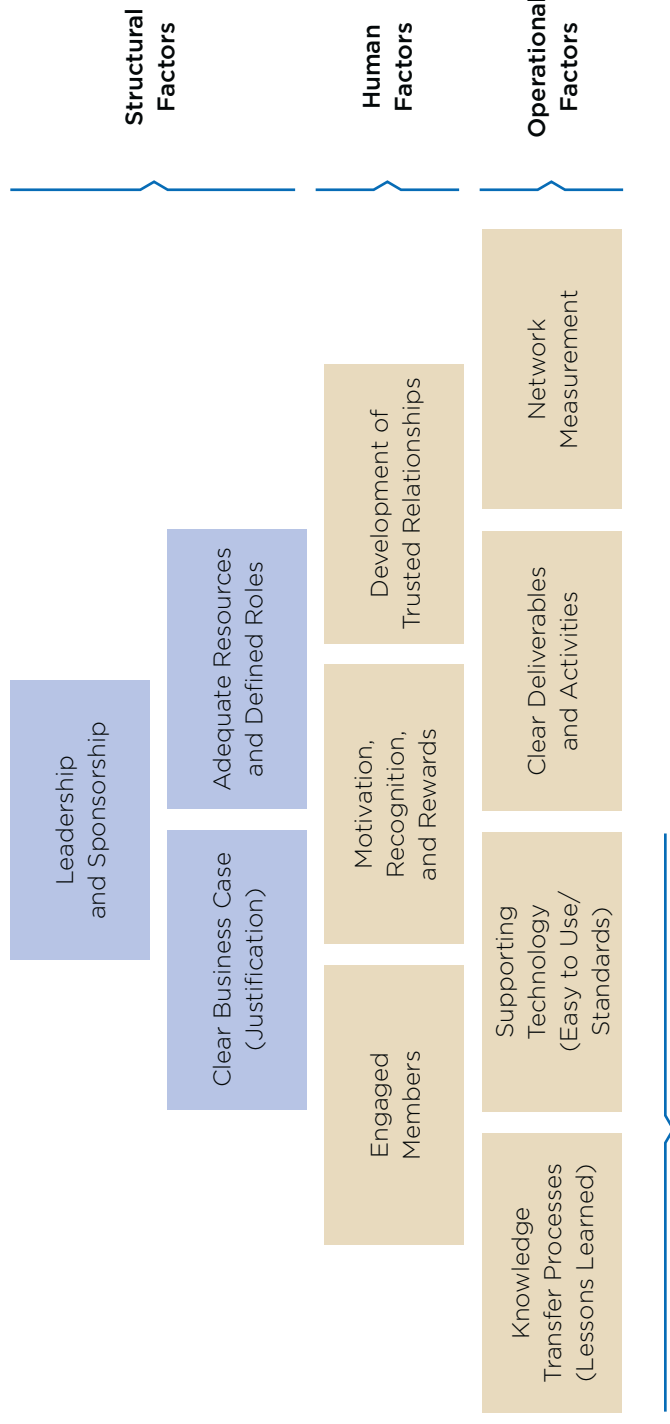 Leadership
and Sponsorship
Structural
Factors
Clear Business Case
(Justification)
Adequate Resources
and Defined Roles
Engaged
Members
Motivation,
Recognition,
and Rewards
Development of
Trusted Relationships
Human
Factors
Knowledge
Transfer Processes
(Lessons Learned)
Supporting
Technology
(Easy to Use/
Standards)
Clear Deliverables
and Activities
Network
Measurement
Operational
Factors